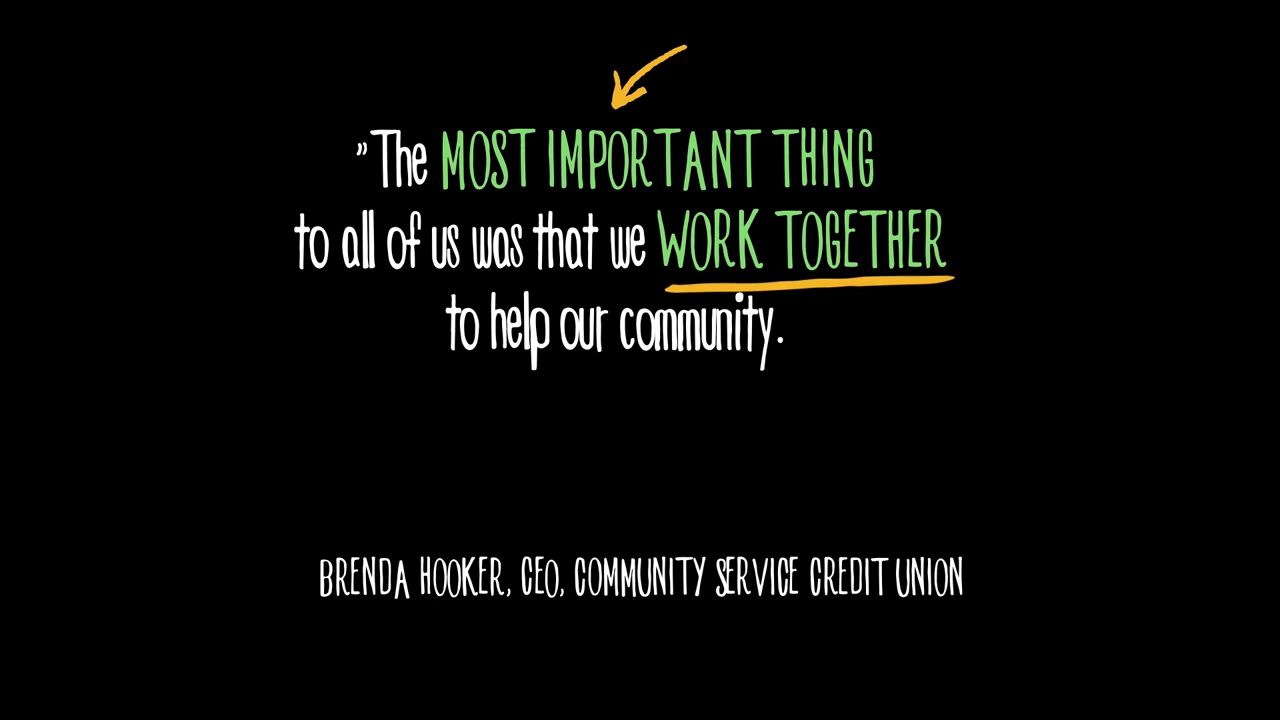 ”The MOST IMPORTANT THING
to all of us was that we WORK TOGETHER
to help our community.
BRENDA HOOKER, CEO, COMMUNITY SERVICE CREDIT UNION